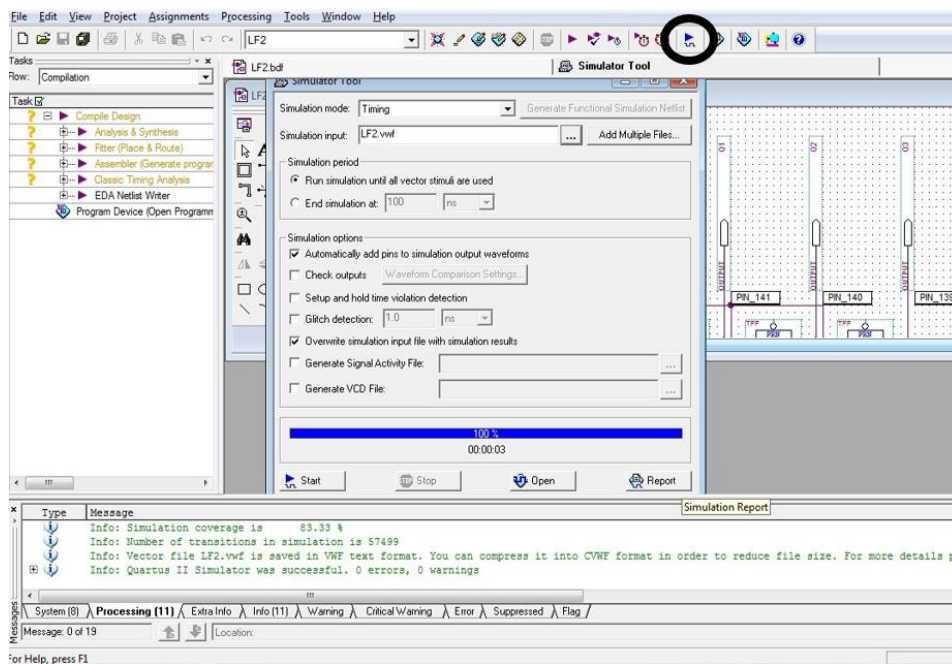 File Edit View Project Assignments Processing Tools Window Help
LF2
Tasks
Flow: Compilation
Task
Compile Design
Analysis & Synthesis
Fitter (Place & Route)
Assembler (Generate program
Classic Timing Analysis
EDA Netlist Writer
Program Device (Open Programm
LF2.bdf
Simulator Tool
LF2
Simulator Tool
Simulation mode: Timing
Generate Functional Simulation Netlist
Simulation input: LF2.vwf
... Add Multiple Files...
Simulation period
Run simulation until all vector stimuli are used
End simulation at: 100 ns
Simulation options
Automatically add pins to simulation output waveforms
Check outputs Waveform Comparison Settings...
Setup and hold time violation detection
Glitch detection: 1.0 ns
Overwrite simulation input file with simulation results
Generate Signal Activity File: ...
Generate VCD File: ...
100 %
00:00:03
Start Stop Open Report
Simulation Report
Q1 Q2 Q3
OUTPUT OUTPUT OUTPUT
PIN_141 PIN_140 PIN_139
TFF TFF
PRN PRN
Type Message
Info: Simulation coverage is 83.33 %
Info: Number of transitions in simulation is 57499
Info: Vector file LF2.vwf is saved in VWF text format. You can compress it into CVWF format in order to reduce file size. For more details p
Info: Quartus II Simulator was successful. 0 errors, 0 warnings
Messages
System (8) Processing (11) Extra Info Info (11) Warning Critical Warning Error Suppressed Flag
Message: 0 of 19 Location:
For Help, press F1